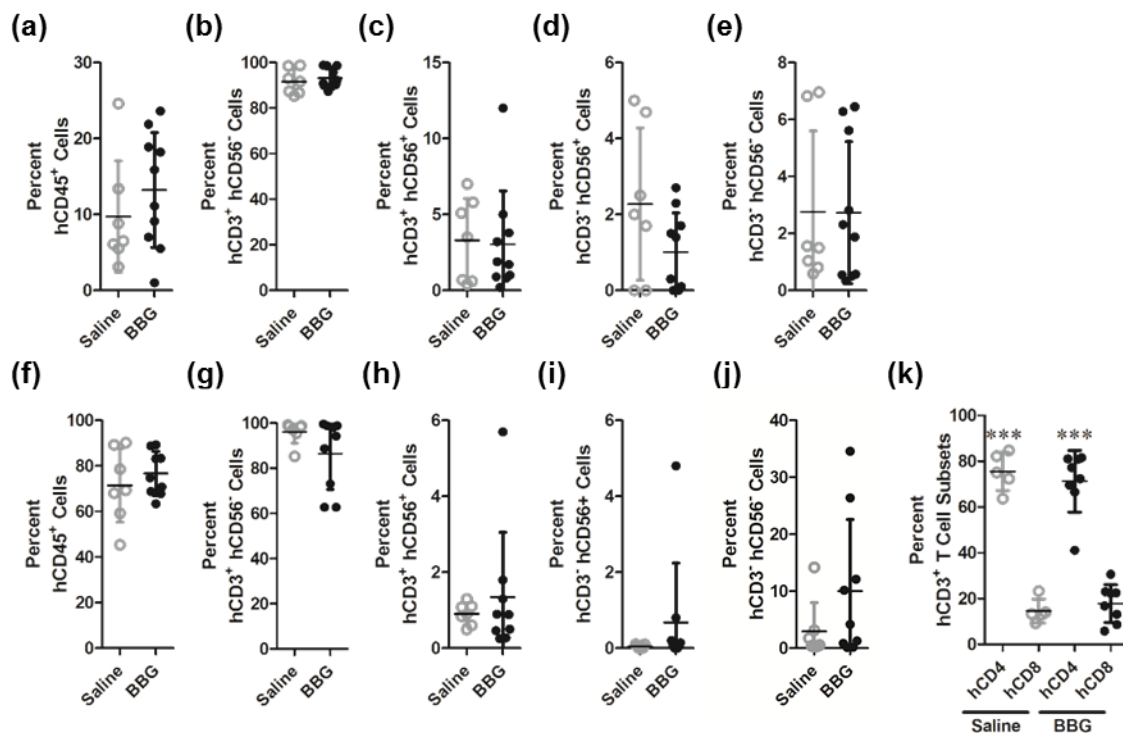 (a)
Percent
hCD45⁺ Cells
30
20
10
0
Saline
BBG
(b)
Percent
hCD3⁺ hCD56⁻ Cells
100
80
60
40
20
0
Saline
BBG
(c)
Percent
hCD3⁺ hCD56⁺ Cells
15
10
5
0
Saline
BBG
(d)
Percent
hCD3⁻ hCD56⁺ Cells
6
4
2
0
Saline
BBG
(e)
Percent
hCD3⁻ hCD56⁻ Cells
8
6
4
2
0
Saline
BBG
(f)
Percent
hCD45⁺ Cells
100
80
60
40
20
0
Saline
BBG
(g)
Percent
hCD3⁺ hCD56⁻ Cells
100
80
60
40
20
0
Saline
BBG
(h)
Percent
hCD3⁺ hCD56⁺ Cells
6
4
2
0
Saline
BBG
(i)
Percent
hCD3⁻ hCD56+ Cells
6
4
2
0
Saline
BBG
(j)
Percent
hCD3⁻ hCD56⁻ Cells
40
30
20
10
0
Saline
BBG
(k)
Percent
hCD3⁺ T Cell Subsets
100
80
60
40
20
0
*** ***
hCD4
hCD8
hCD4
hCD8
Saline BBG